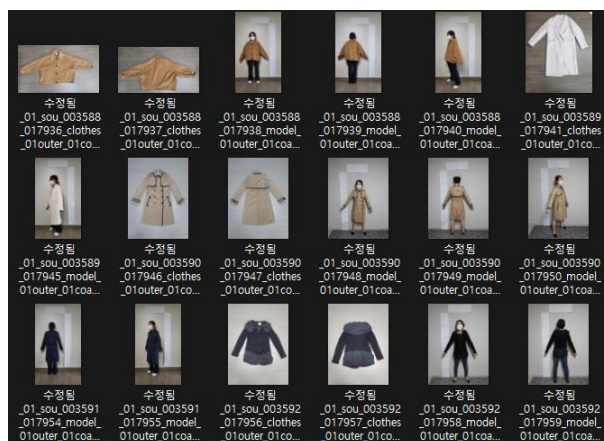 수정됨
_01_sou_003588
_017936_clothes
_01outer_01co...
수정됨
_01_sou_003588
_017937_clothes
_01outer_01co...
수정됨
_01_sou_003588
_017938_model_
01outer_01coa...
수정됨
_01_sou_003588
_017939_model_
01outer_01coa...
수정됨
_01_sou_003588
_017940_model_
01outer_01coa...
수정됨
_01_sou_003589
_017941_clothes
_01outer_01co...
수정됨
_01_sou_003589
_017945_model_
01outer_01coa...
수정됨
_01_sou_003590
_017946_clothes
_01outer_01co...
수정됨
_01_sou_003590
_017947_clothes
_01outer_01co...
수정됨
_01_sou_003590
_017948_model_
01outer_01coa...
수정됨
_01_sou_003590
_017949_model_
01outer_01coa...
수정됨
_01_sou_003590
_017950_model_
01outer_01coa...
수정됨
_01_sou_003591
_017954_model_
01outer_01coa...
수정됨
_01_sou_003591
_017955_model_
01outer_01coa...
수정됨
_01_sou_003592
_017956_clothes
_01outer_01co...
수정됨
_01_sou_003592
_017957_clothes
_01outer_01co...
수정됨
_01_sou_003592
_017958_model_
01outer_01coa...
수정됨
_01_sou_003592
_017959_model_
01outer_01coa...